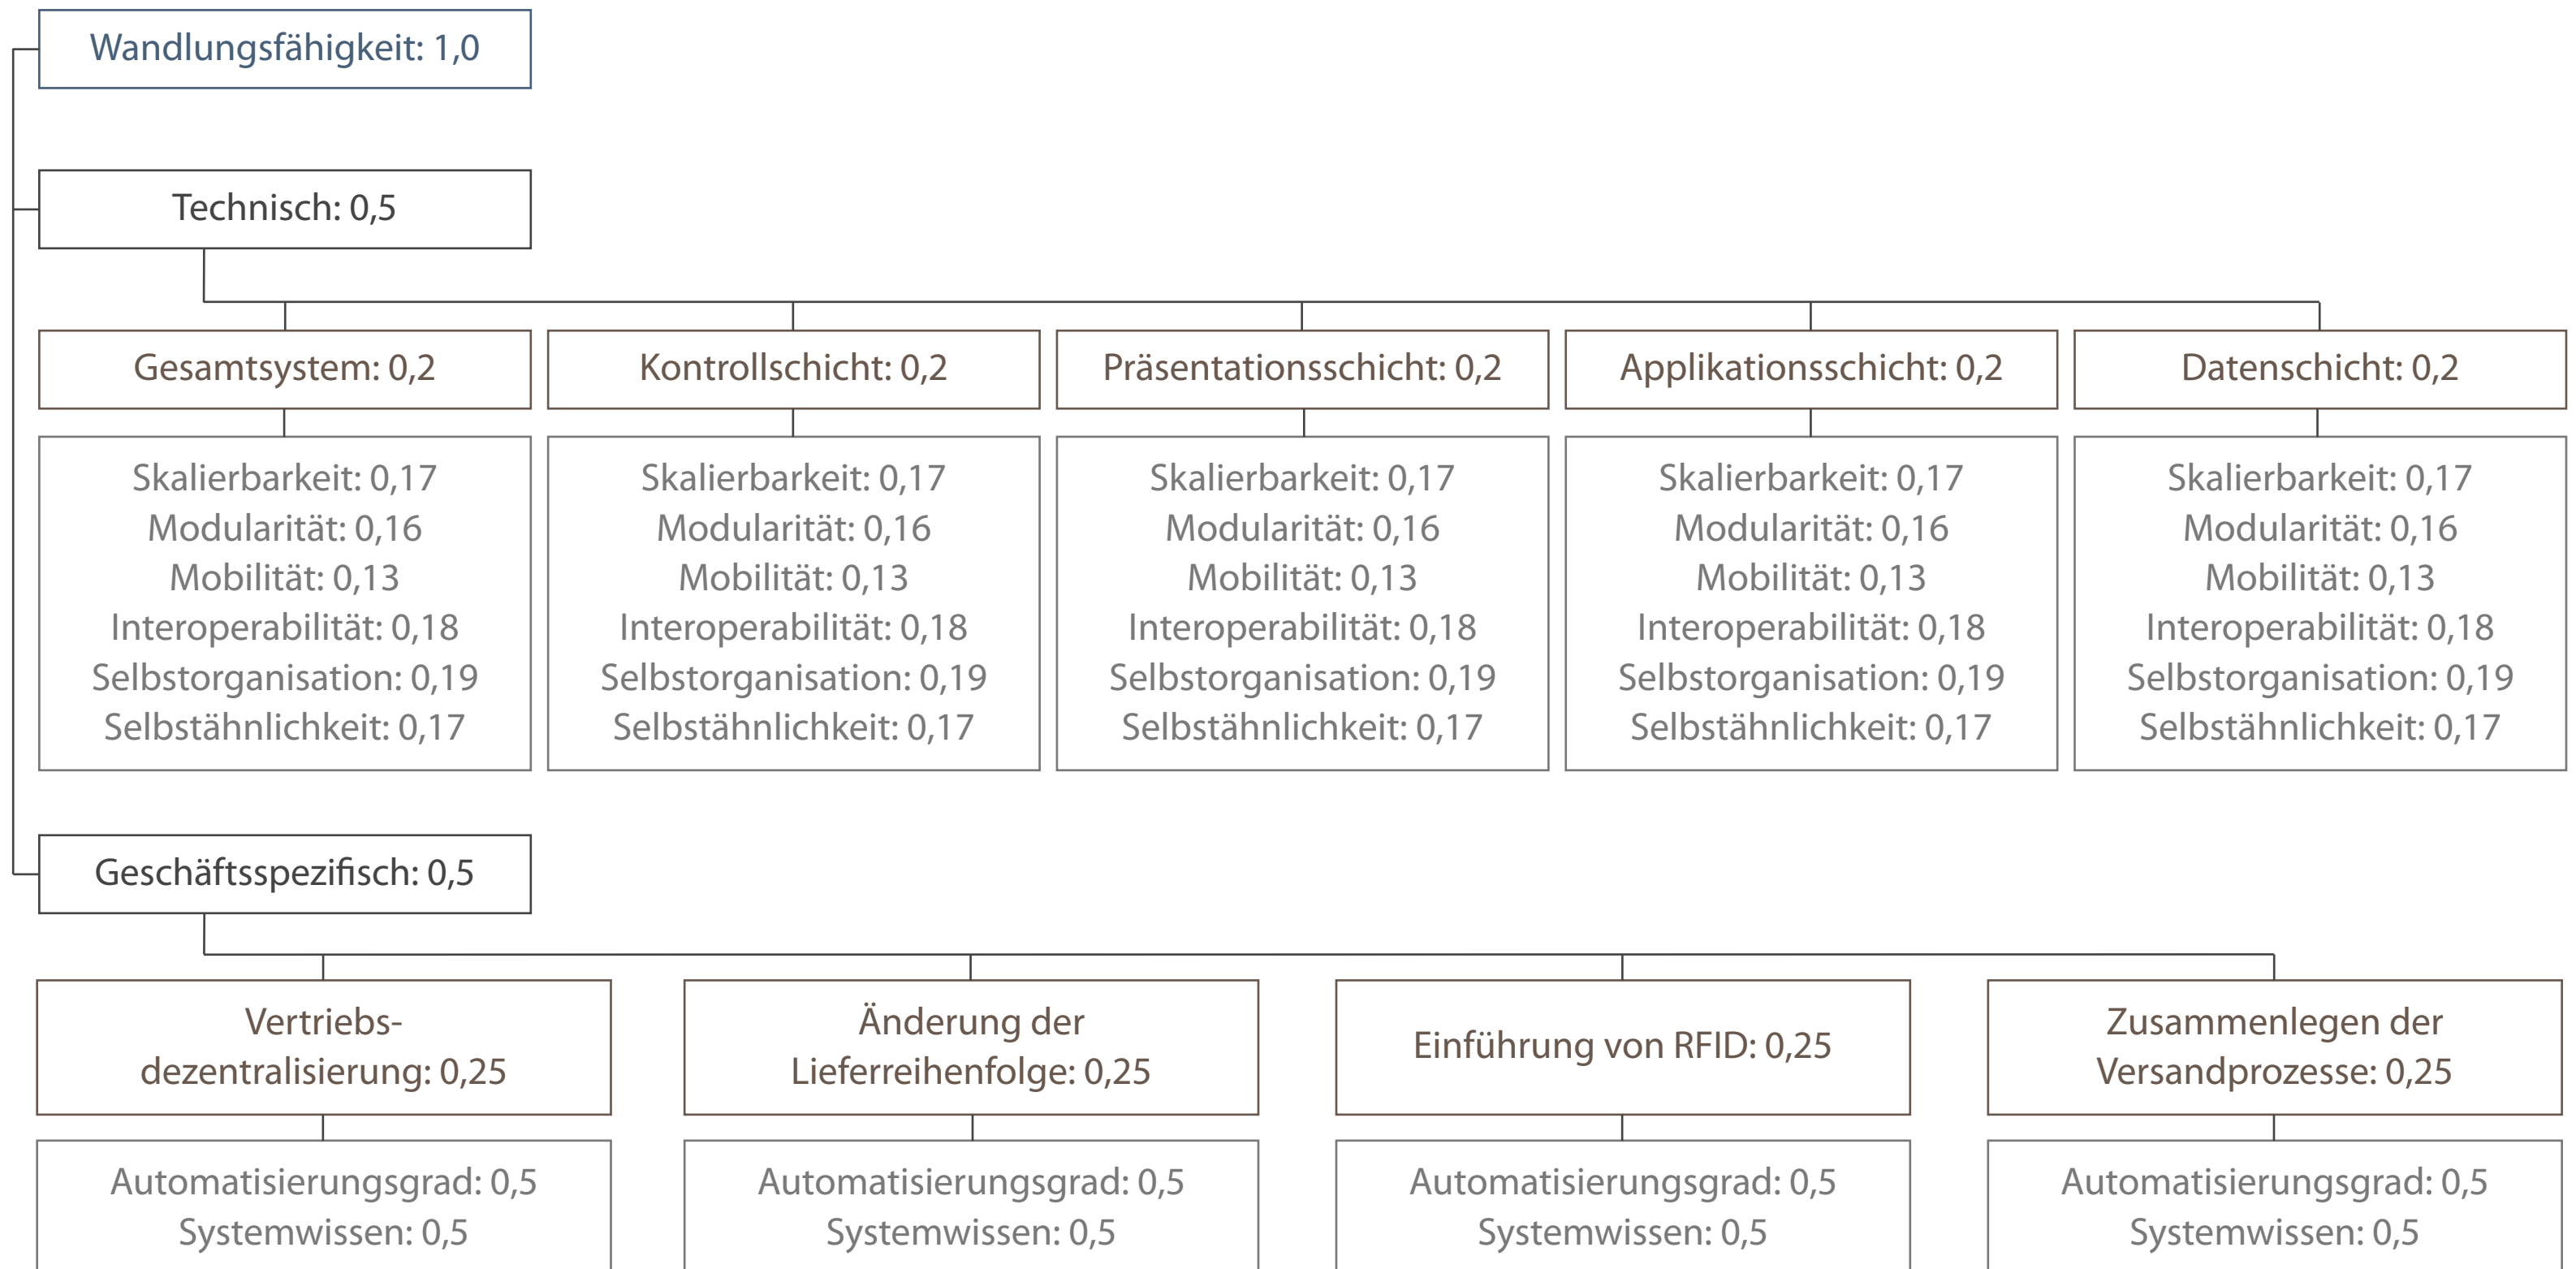 Wandlungsfähigkeit: 1,0
Technisch: 0,5
Gesamtsystem: 0,2
Kontrollschicht: 0,2
Präsentationsschicht: 0,2
Applikationsschicht: 0,2
Datenschicht: 0,2
Skalierbarkeit: 0,17
Modularität: 0,16
Mobilität: 0,13
Interoperabilität: 0,18
Selbstorganisation: 0,19
Selbstähnlichkeit: 0,17
Skalierbarkeit: 0,17
Modularität: 0,16
Mobilität: 0,13
Interoperabilität: 0,18
Selbstorganisation: 0,19
Selbstähnlichkeit: 0,17
Skalierbarkeit: 0,17
Modularität: 0,16
Mobilität: 0,13
Interoperabilität: 0,18
Selbstorganisation: 0,19
Selbstähnlichkeit: 0,17
Skalierbarkeit: 0,17
Modularität: 0,16
Mobilität: 0,13
Interoperabilität: 0,18
Selbstorganisation: 0,19
Selbstähnlichkeit: 0,17
Skalierbarkeit: 0,17
Modularität: 0,16
Mobilität: 0,13
Interoperabilität: 0,18
Selbstorganisation: 0,19
Selbstähnlichkeit: 0,17
Geschäftsspezifisch: 0,5
Vertriebs-
dezentralisierung: 0,25
Änderung der
Lieferreihenfolge: 0,25
Einführung von RFID: 0,25
Zusammenlegen der
Versandprozesse: 0,25
Automatisierungsgrad: 0,5
Systemwissen: 0,5
Automatisierungsgrad: 0,5
Systemwissen: 0,5
Automatisierungsgrad: 0,5
Systemwissen: 0,5
Automatisierungsgrad: 0,5
Systemwissen: 0,5